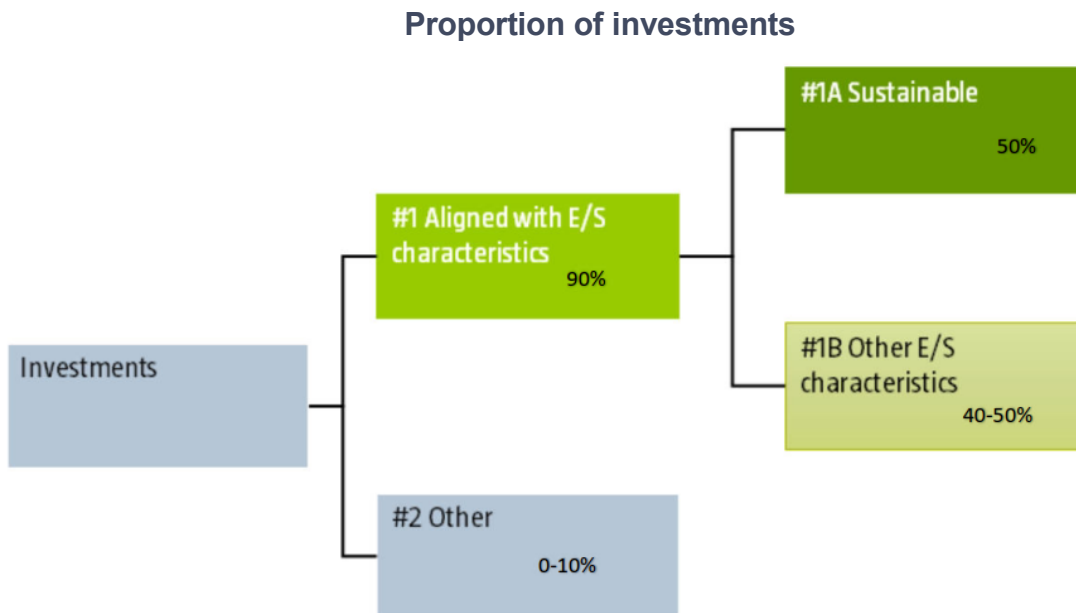 Proportion of investments
#1A Sustainable
50%
#1 Aligned with E/S
characteristics
90%
#1B Other E/S
characteristics
40-50%
Investments
#2 Other
0-10%